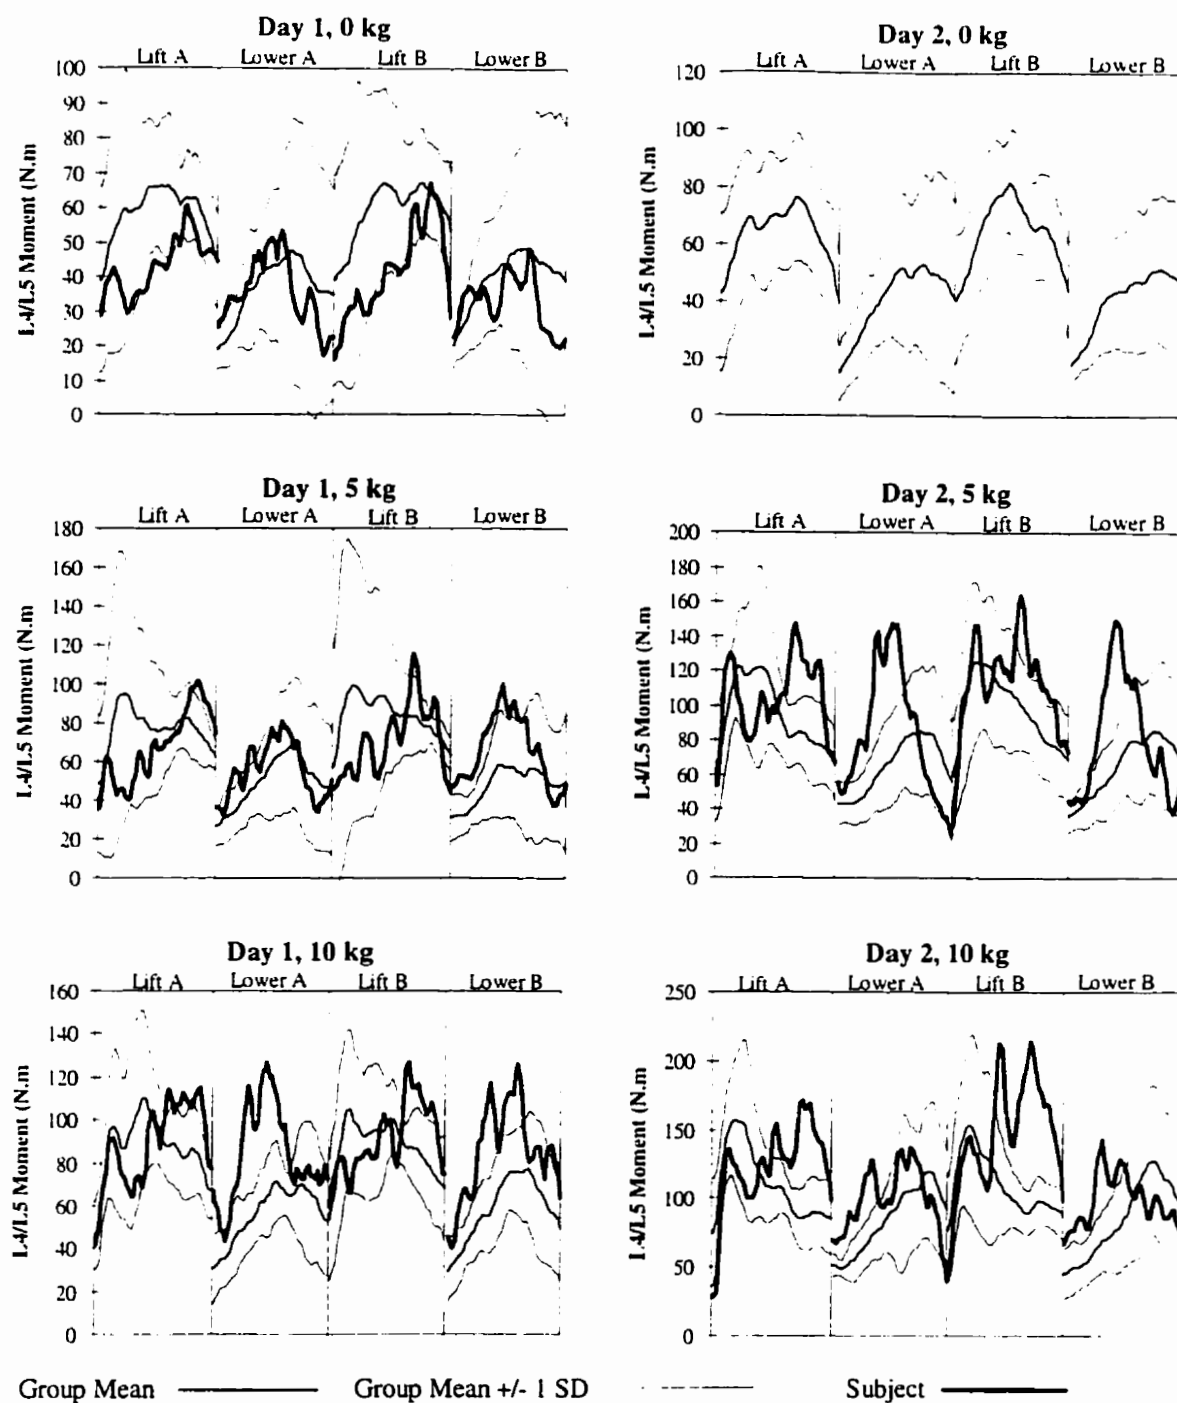 Day 1, 0 kg
Lift A Lower A Lift B Lower B
100
90
80
70
60
50
40
30
20
10
0
L4/L5 Moment (N.m
Day 2, 0 kg
Lift A Lower A Lift B Lower B
120
100
80
60
40
20
0
L4/L5 Moment (N.m
Day 1, 5 kg
Lift A Lower A Lift B Lower B
180
160
140
120
100
80
60
40
20
0
L4/L5 Moment (N.m
Day 2, 5 kg
Lift A Lower A Lift B Lower B
200
180
160
140
120
100
80
60
40
20
0
L4/L5 Moment (N.m
Day 1, 10 kg
Lift A Lower A Lift B Lower B
160
140
120
100
80
60
40
20
0
L4/L5 Moment (N.m
Day 2, 10 kg
Lift A Lower A Lift B Lower B
250
200
150
100
50
0
L4/L5 Moment (N.m
Group Mean Group Mean +/- 1 SD Subject